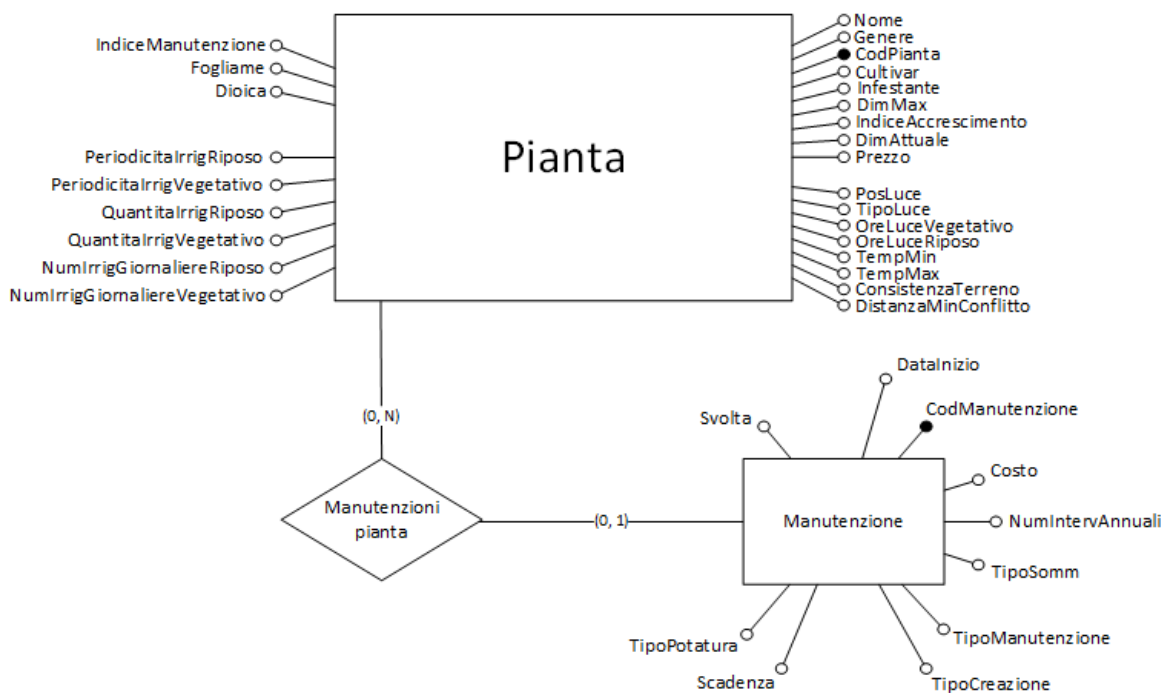 Nome
Genere
CodPianta
Cultivar
Infestante
DimMax
IndiceAccrescimento
DimAttuale
Prezzo
IndiceManutenzione
Fogliame
Dioica
Pianta
PeriodicitaIrrigRiposo
PeriodicitaIrrigVegetativo
QuantitaIrrigRiposo
QuantitaIrrigVegetativo
NumIrrigGiornaliereRiposo
NumIrrigGiornaliereVegetativo
PosLuce
TipoLuce
OreLuceVegetativo
OreLuceRiposo
TempMin
TempMax
ConsistenzaTerreno
DistanzaMinConflitto
(0, N)
Manutenzioni
pianta
(0, 1)
Manutenzione
DataInizio
CodManutenzione
Svolta
Costo
NumIntervAnnuali
TipoSomm
TipoManutenzione
TipoCreazione
TipoPotatura
Scadenza